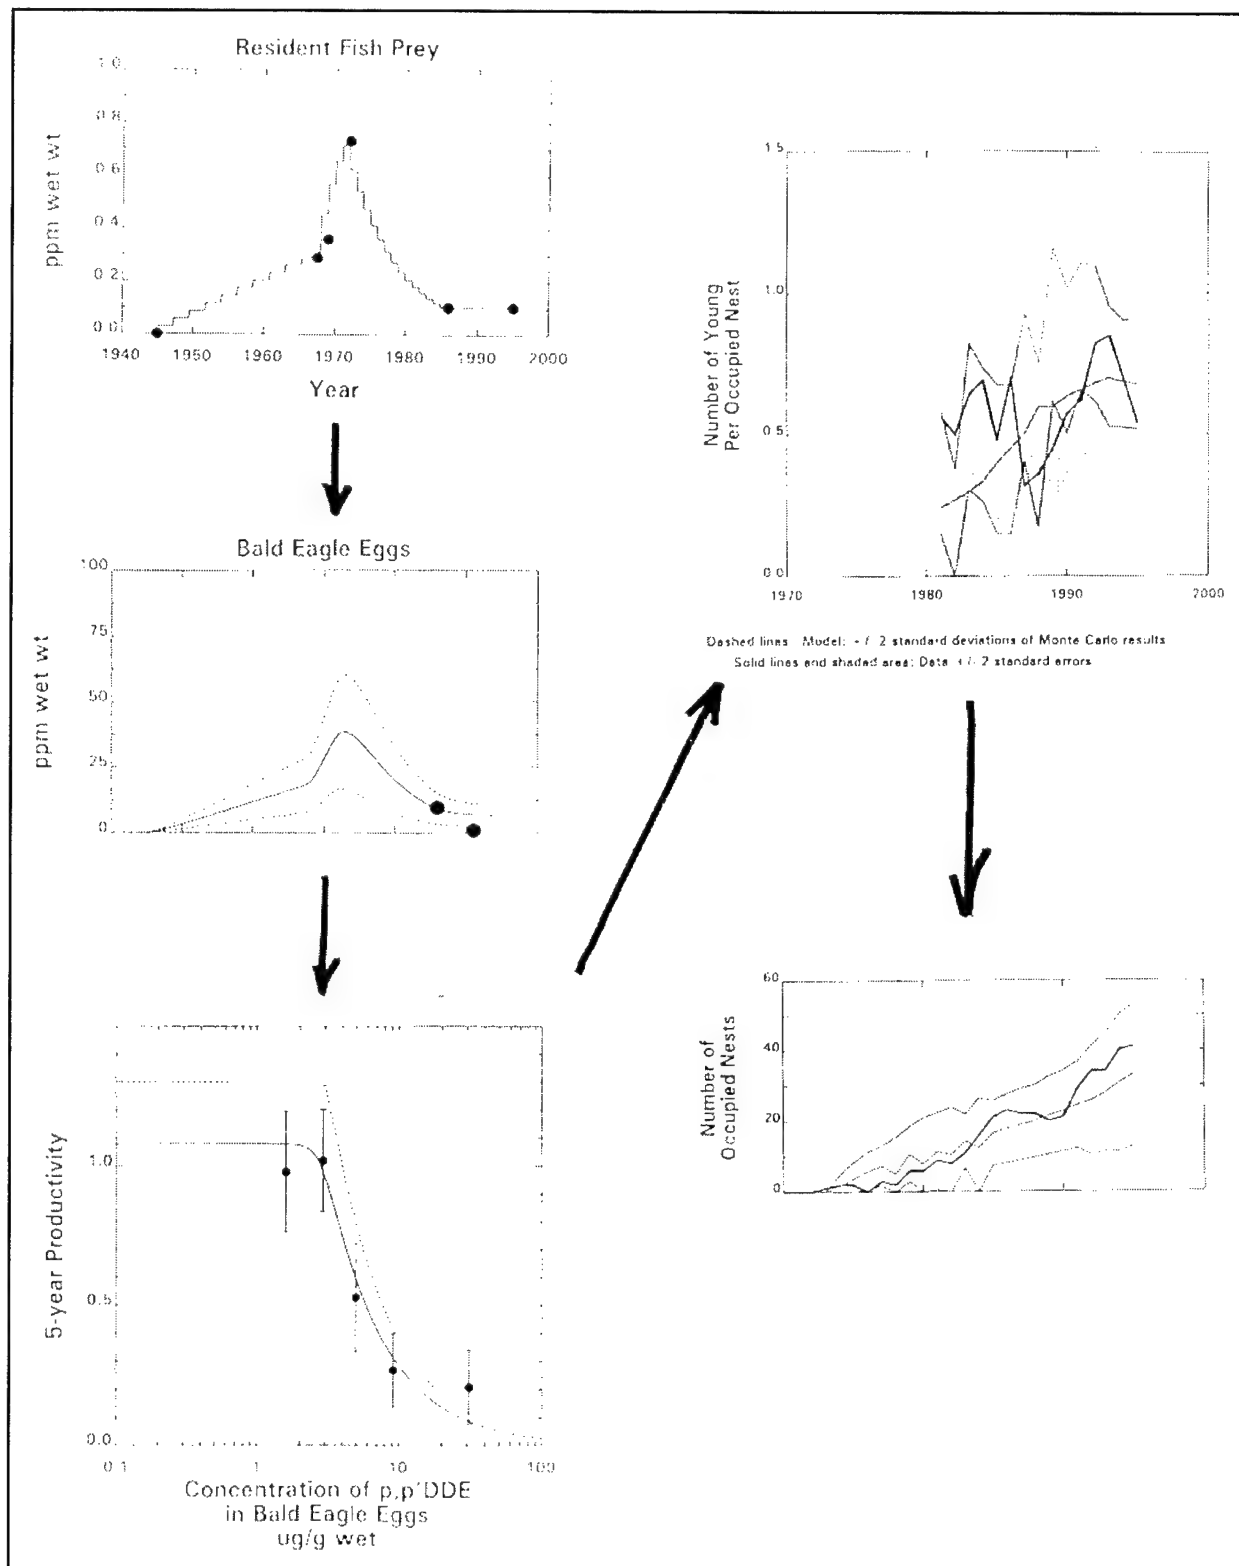 Resident Fish Prey
1.0
0.8
0.6
0.4
0.2
0.0
ppm wet wt
1940 1950 1960 1970 1980 1990 2000
Year
Bald Eagle Eggs
100
75
50
25
0
ppm wet wt
1.0
0.5
0.0
5-year Productivity
0.1 1 10 100
Concentration of p,p'DDE
in Bald Eagle Eggs
ug/g wet
1.5
1.0
0.5
0.0
Number of Young
Per Occupied Nest
1970 1980 1990 2000
Dashed lines Model: +/- 2 standard deviations of Monte Carlo results
Solid lines and shaded area: Data +/- 2 standard errors
60
40
20
0
Number of
Occupied Nests